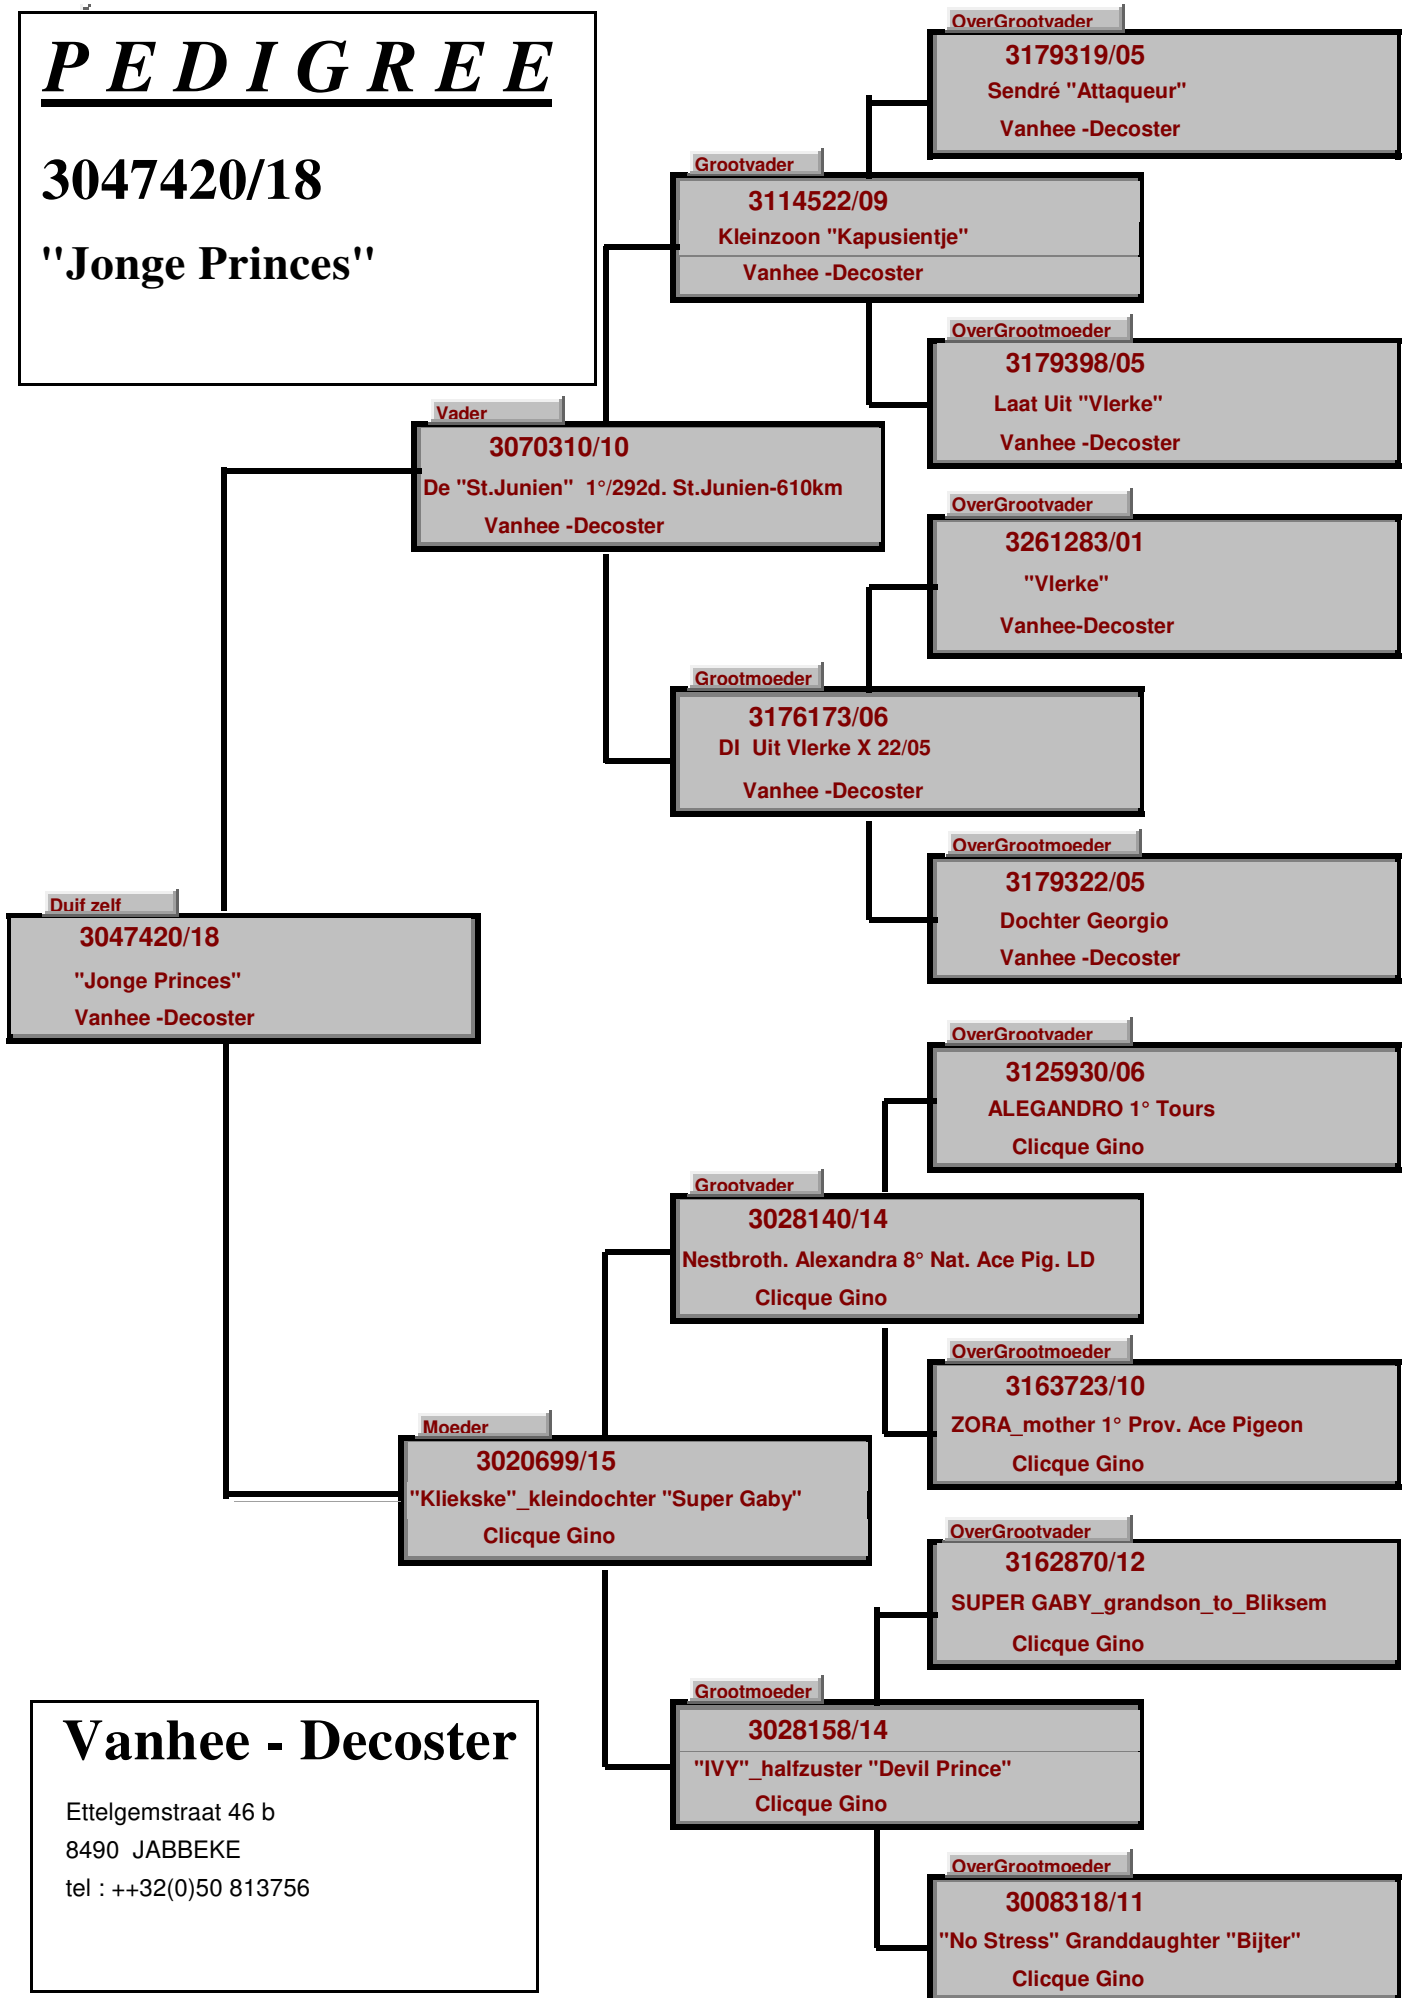 P E D I G R E E
3047420/18
"Jonge Princes"
OverGrootvader
3179319/05
Sendré "Attaqueur"
Vanhee -Decoster
Grootvader
3114522/09
Kleinzoon "Kapusientje"
Vanhee -Decoster
OverGrootmoeder
3179398/05
Laat Uit "Vlerke"
Vanhee -Decoster
Vader
3070310/10
De "St.Junien"  1°/292d. St.Junien-610km
Vanhee -Decoster
OverGrootvader
3261283/01
"Vlerke"
Vanhee-Decoster
Grootmoeder
3176173/06
DI  Uit Vlerke X 22/05
Vanhee -Decoster
OverGrootmoeder
3179322/05
Dochter Georgio
Vanhee -Decoster
Duif zelf
3047420/18
"Jonge Princes"
Vanhee -Decoster
OverGrootvader
3125930/06
ALEGANDRO 1° Tours
Clicque Gino
Grootvader
3028140/14
Nestbroth. Alexandra 8° Nat. Ace Pig. LD
Clicque Gino
OverGrootmoeder
3163723/10
ZORA_mother 1° Prov. Ace Pigeon
Clicque Gino
Moeder
3020699/15
"Kliekske"_kleindochter "Super Gaby"
Clicque Gino
OverGrootvader
3162870/12
SUPER GABY_grandson_to_Bliksem
Clicque Gino
Grootmoeder
3028158/14
"IVY"_halfzuster "Devil Prince"
Clicque Gino
OverGrootmoeder
3008318/11
"No Stress" Granddaughter "Bijter"
Clicque Gino
Vanhee - Decoster
Ettelgemstraat 46 b
8490  JABBEKE
tel : ++32(0)50 813756